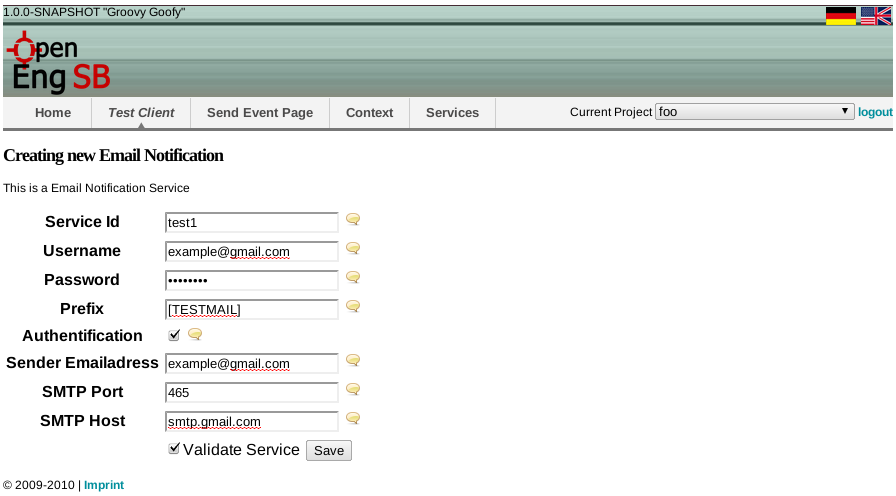 1.0.0-SNAPSHOT "Groovy Goofy"
Open
Eng SB
Home Test Client Send Event Page Context Services Current Project foo logout
Creating new Email Notification
This is a Email Notification Service
Service Id test1
Username example@gmail.com
Password ••••••••
Prefix [TESTMAIL]
Authentification
Sender Emailadress example@gmail.com
SMTP Port 465
SMTP Host smtp.gmail.com
Validate Service Save
© 2009-2010 | Imprint